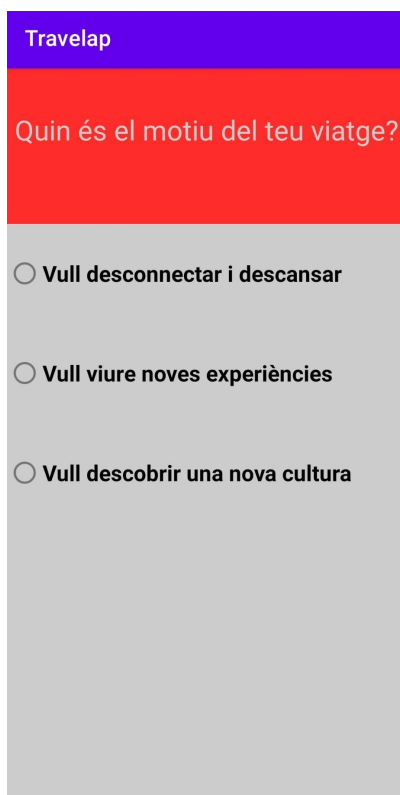 Travelap
Quin és el motiu del teu viatge?
Vull desconnectar i descansar
Vull viure noves experiències
Vull descobrir una nova cultura